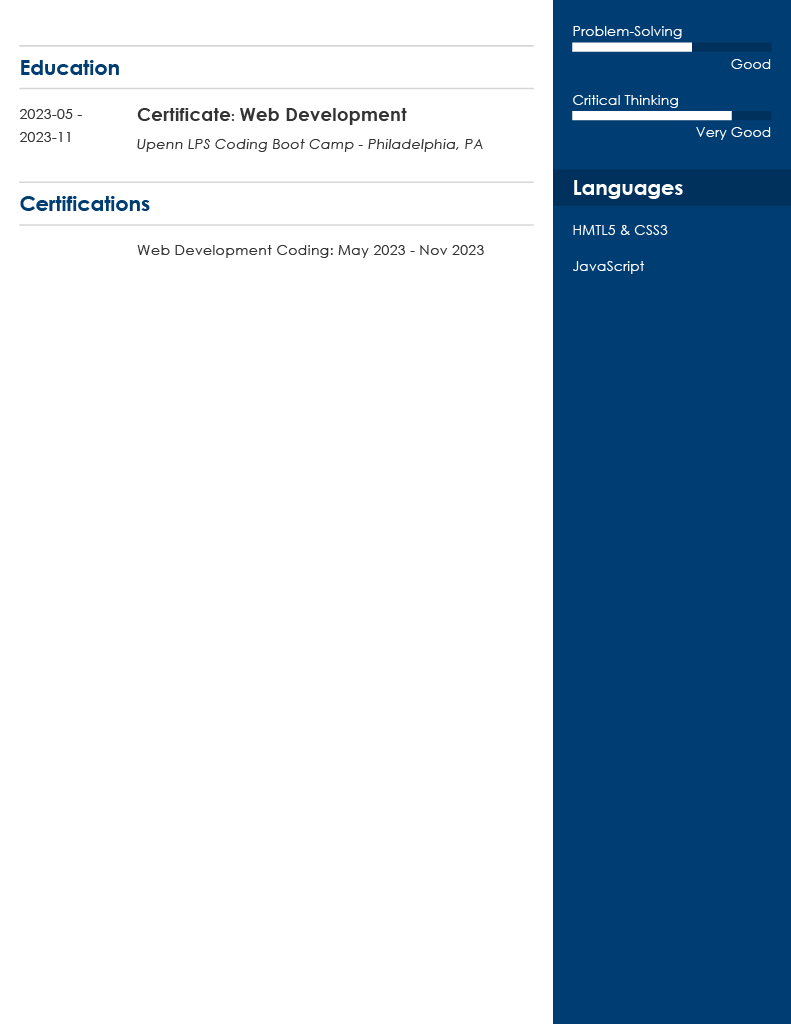 Education
2023-05 -
2023-11
Certificate: Web Development
Upenn LPS Coding Boot Camp - Philadelphia, PA
Certifications
Web Development Coding: May 2023 - Nov 2023
Problem-Solving
Good
Critical Thinking
Very Good
Languages
HMTL5 & CSS3
JavaScript